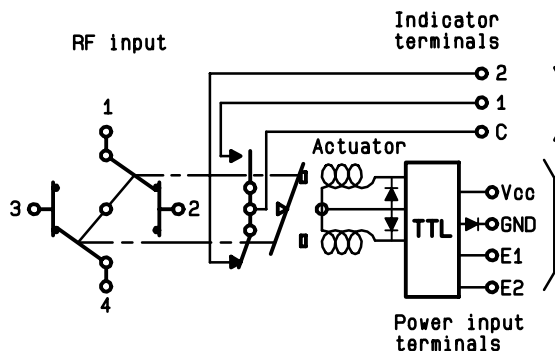 Indicator
terminals
RF input
2
1
C
1
Actuator
3
2
4
TTL
Vcc
GND
E1
E2
Power input
terminals